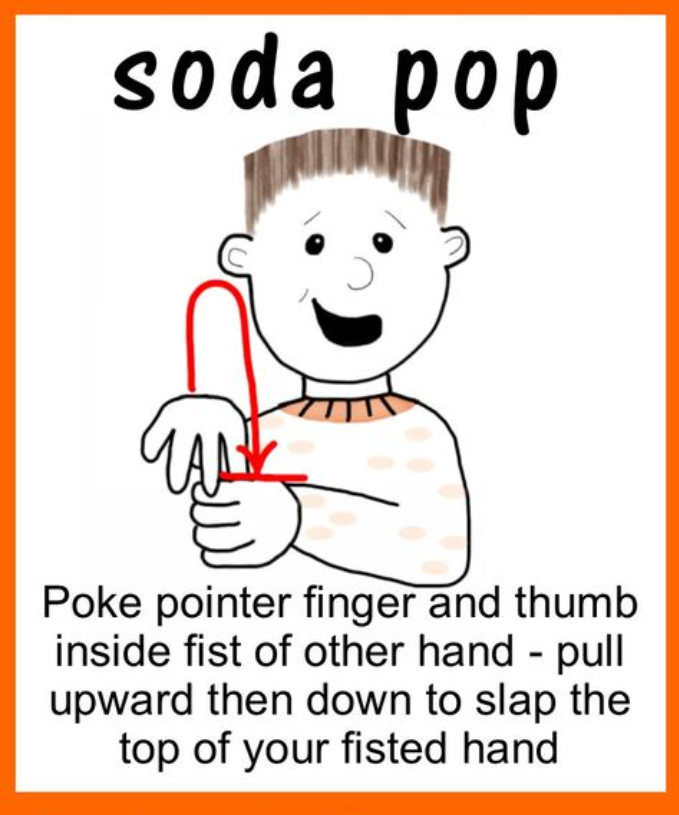 soda pop
Poke pointer finger and thumb
inside fist of other hand - pull
upward then down to slap the
top of your fisted hand